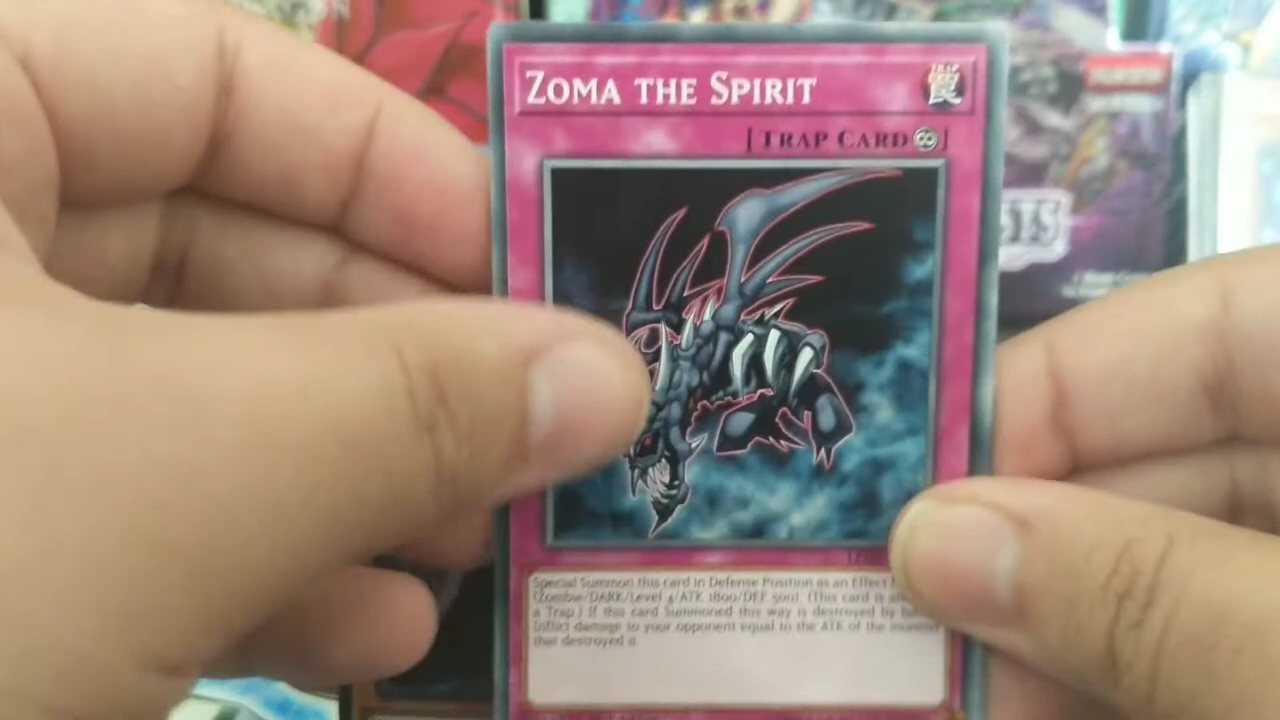 ZOMA THE SPIRIT
TRAP
罠
[TRAP CARD ]
Special Summon this card in Defense Position as an Effect
(Zombie/DARK/Level 4/ATK 1800/DEF 500). (This card is
a Trap.) If this card Summoned this way is destroyed by
Inflict damage to your opponent equal to the ATK of the
that destroyed it.